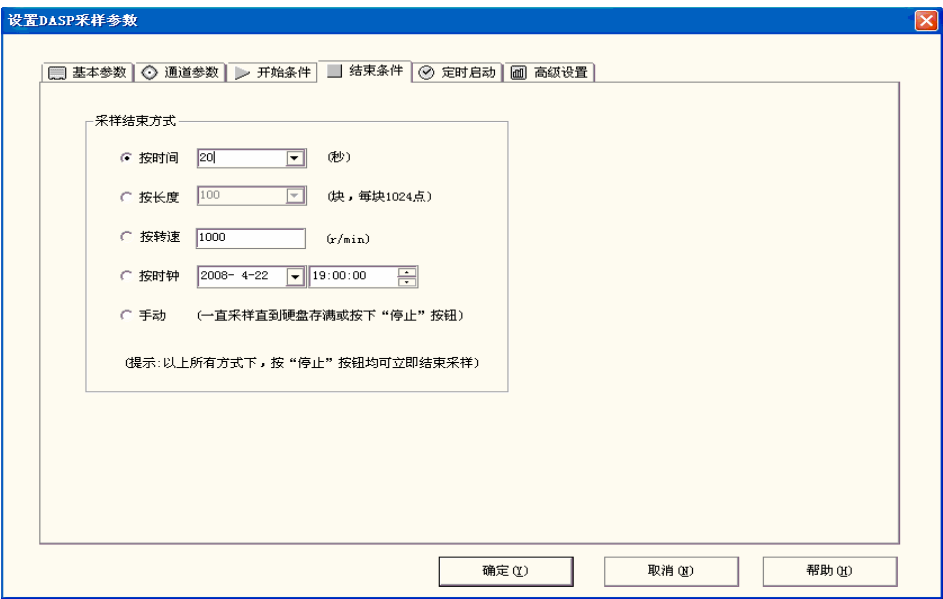 设置DASP采样参数
基本参数 通道参数 开始条件 结束条件 定时启动 高级设置
采样结束方式
按时间 20 (秒)
按长度 100 (块，每块1024点)
按转速 1000 (r/min)
按时钟 2008- 4-22 19:00:00
手动 (一直采样直到硬盘存满或按下“停止”按钮)
(提示:以上所有方式下，按“停止”按钮均可立即结束采样)
确定(Y) 取消(N) 帮助(H)